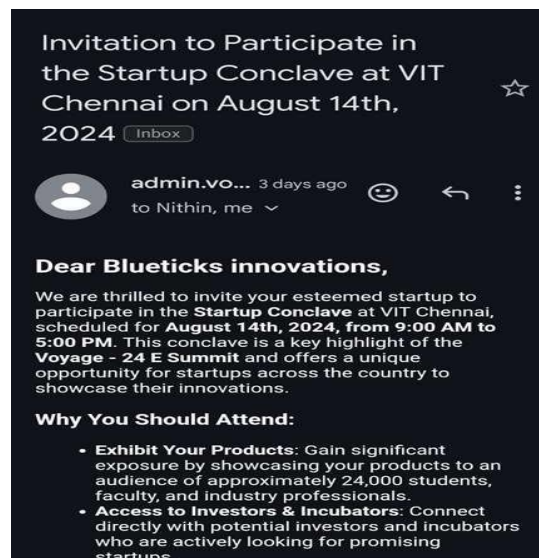 Invitation to Participate in
the Startup Conclave at VIT
Chennai on August 14th,
2024 Inbox
admin.vo... 3 days ago
to Nithin, me
Dear Blueticks innovations,
We are thrilled to invite your esteemed startup to
participate in the Startup Conclave at VIT Chennai,
scheduled for August 14th, 2024, from 9:00 AM to
5:00 PM. This conclave is a key highlight of the
Voyage - 24 E Summit and offers a unique
opportunity for startups across the country to
showcase their innovations.
Why You Should Attend:
• Exhibit Your Products: Gain significant
exposure by showcasing your products to an
audience of approximately 24,000 students,
faculty, and industry professionals.
• Access to Investors & Incubators: Connect
directly with potential investors and incubators
who are actively looking for promising
startups